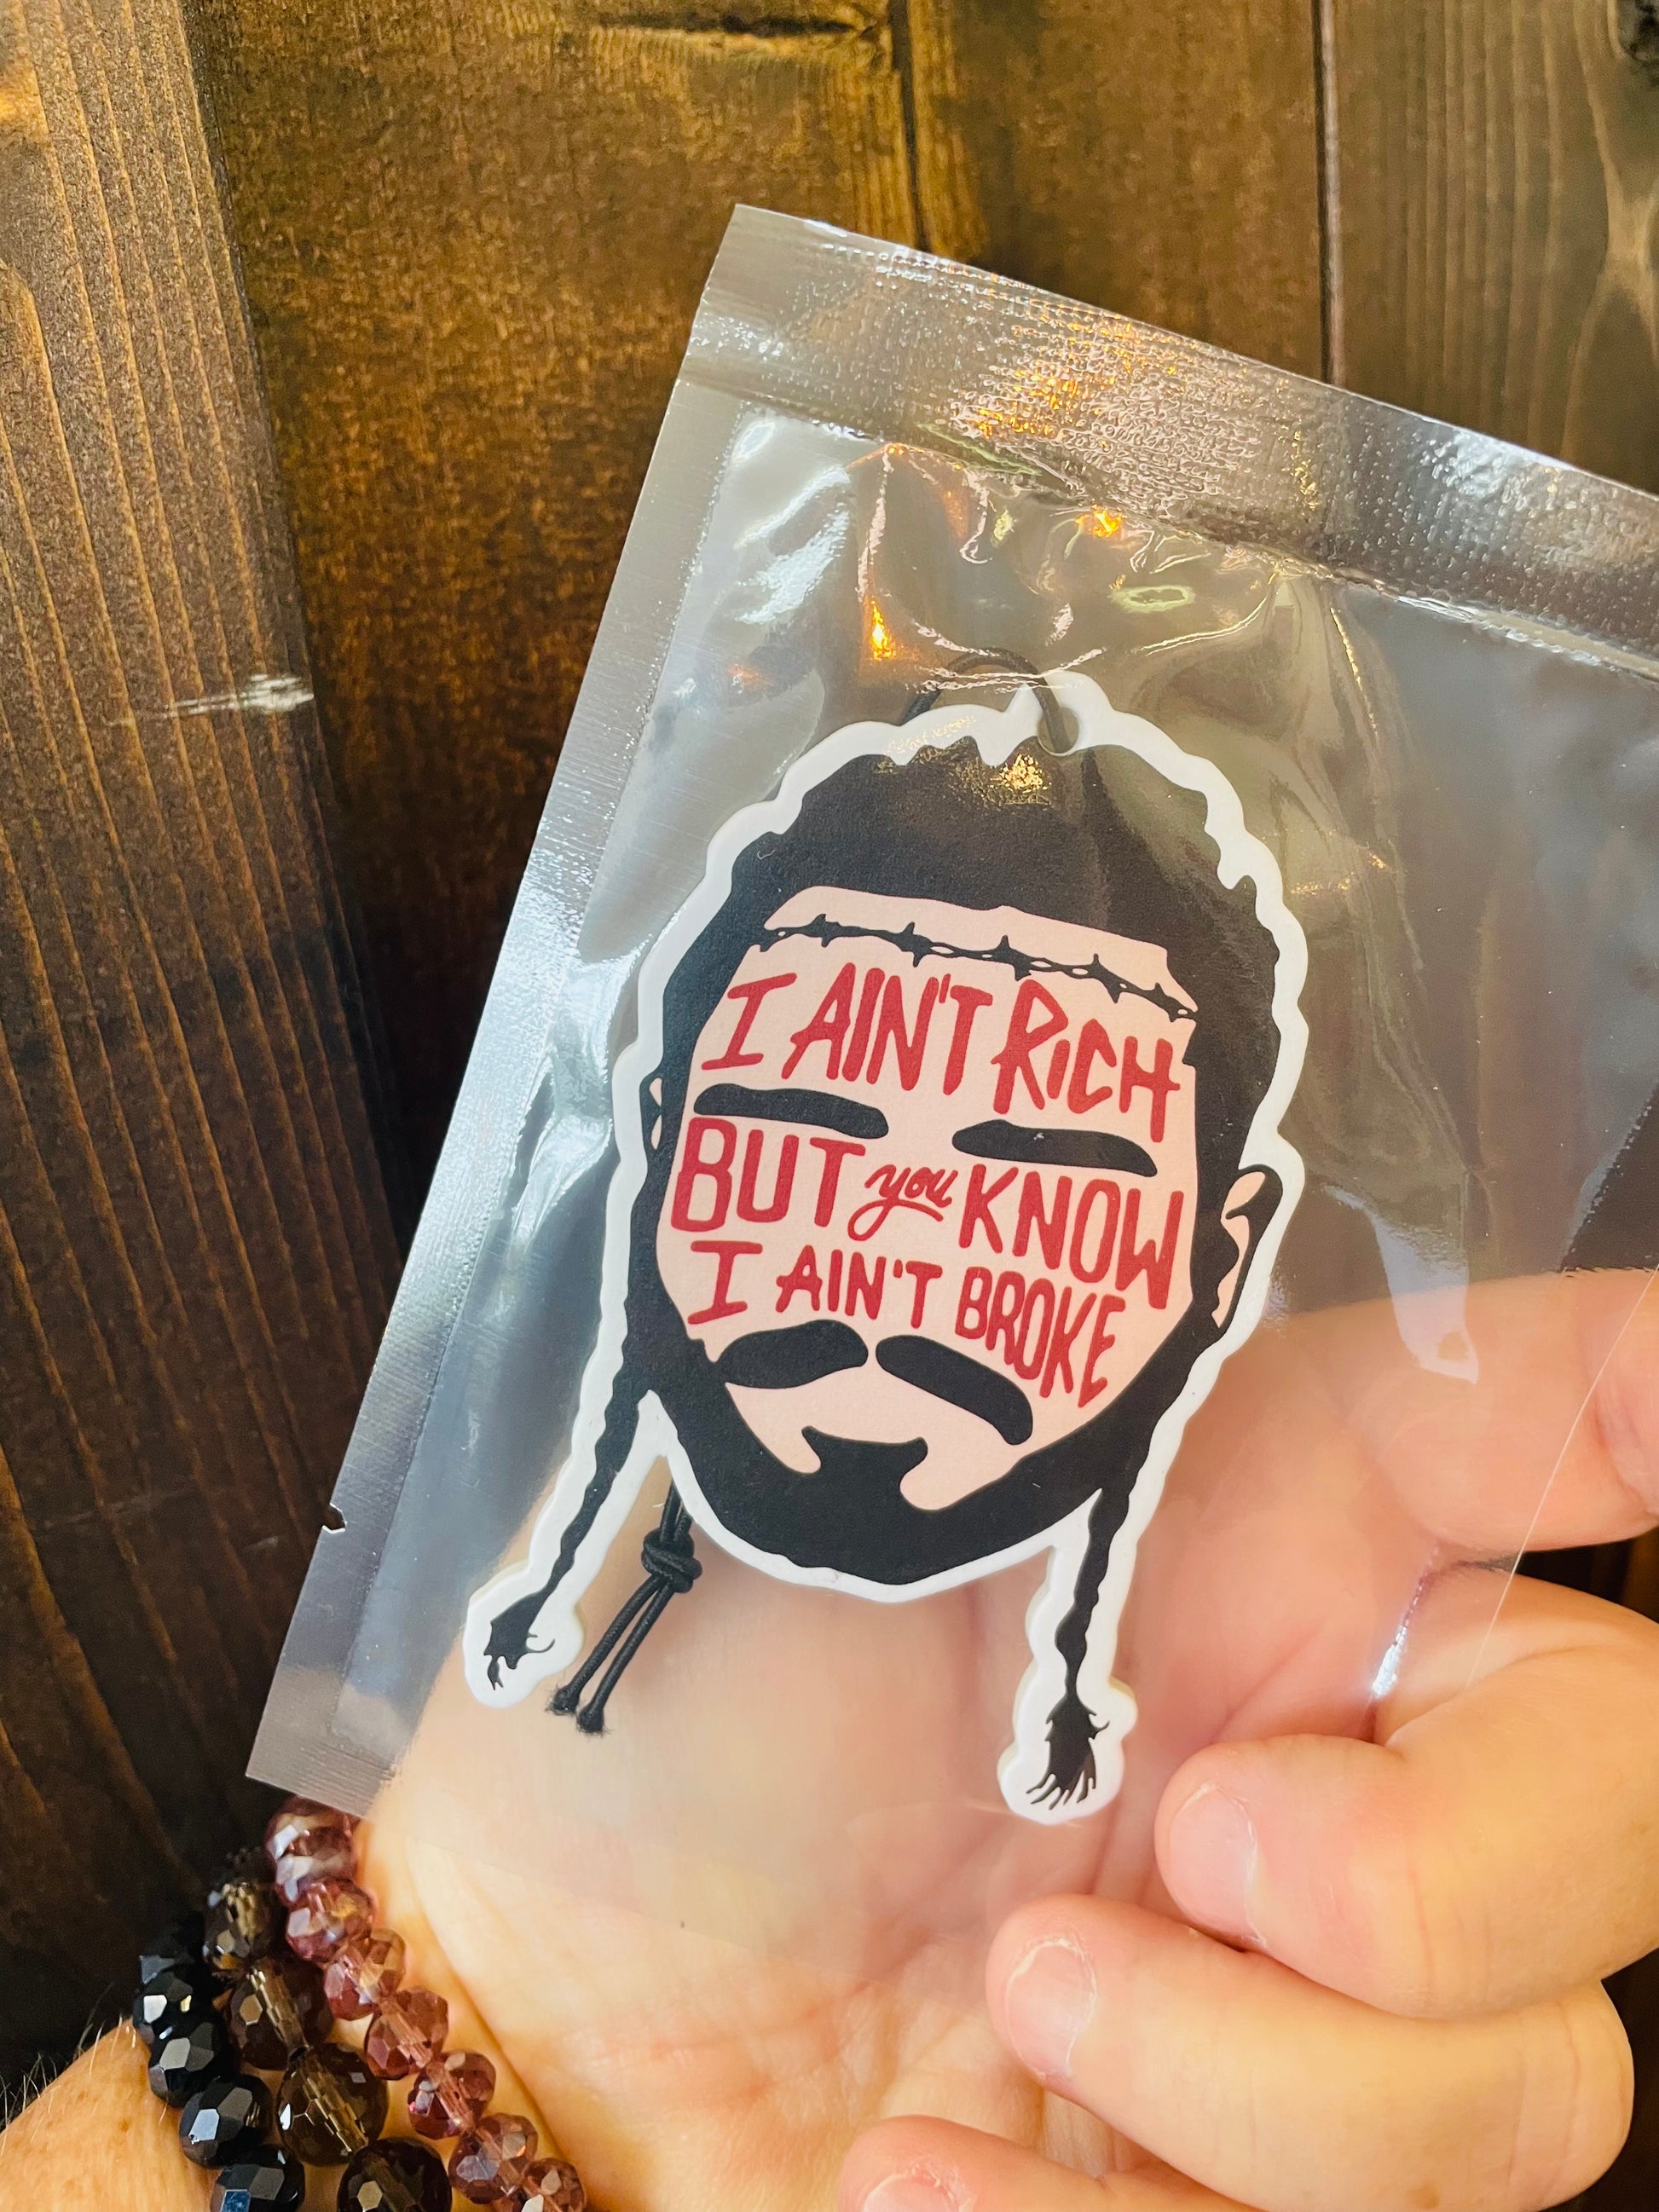 I AIN'T RICH
BUT you KNOW
I AIN'T BROKE